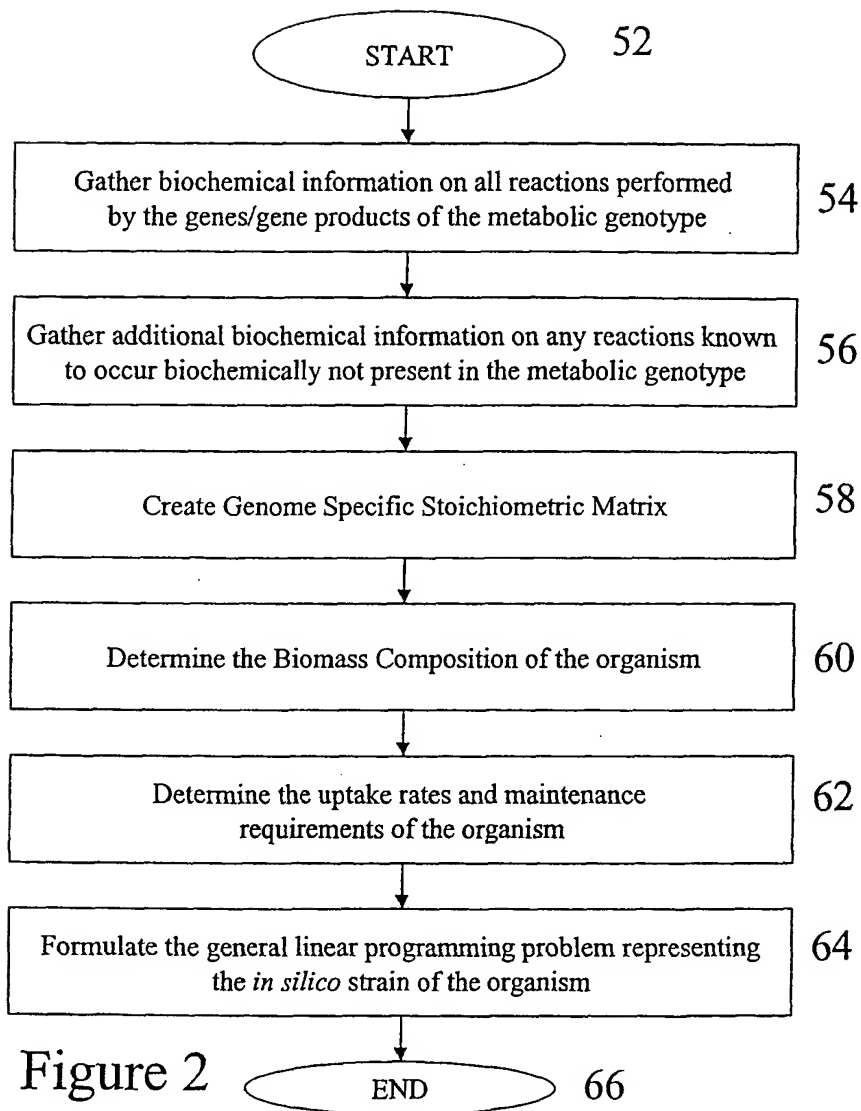 START
52
Gather biochemical information on all reactions performed
by the genes/gene products of the metabolic genotype
54
Gather additional biochemical information on any reactions known
to occur biochemically not present in the metabolic genotype
56
Create Genome Specific Stoichiometric Matrix
58
Determine the Biomass Composition of the organism
60
Determine the uptake rates and maintenance
requirements of the organism
62
Formulate the general linear programming problem representing
the in silico strain of the organism
64
Figure 2
END
66